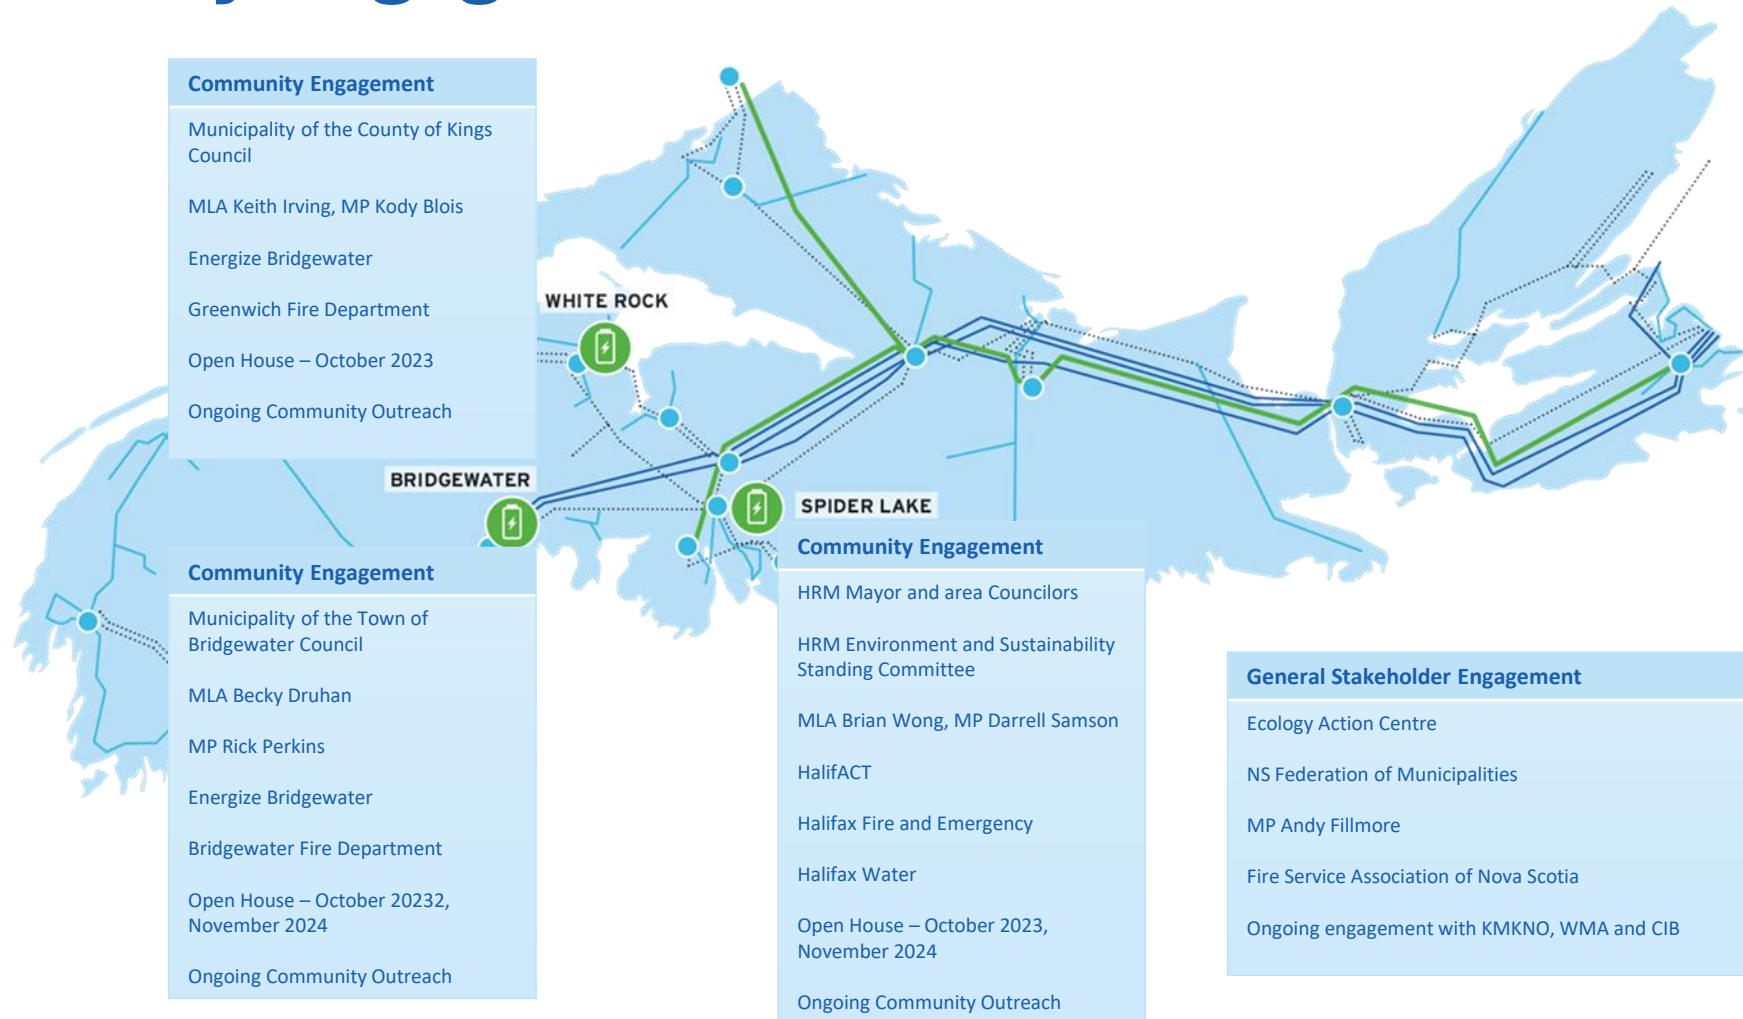 Community Engagement
Municipality of the County of Kings
Council
MLA Keith Irving, MP Kody Blois
Energize Bridgewater
Greenwich Fire Department
Open House – October 2023
Ongoing Community Outreach
WHITE ROCK
BRIDGEWATER
SPIDER LAKE
Community Engagement
Municipality of the Town of
Bridgewater Council
MLA Becky Druhan
MP Rick Perkins
Energize Bridgewater
Bridgewater Fire Department
Open House – October 20232,
November 2024
Ongoing Community Outreach
Community Engagement
HRM Mayor and area Councilors
HRM Environment and Sustainability
Standing Committee
MLA Brian Wong, MP Darrell Samson
HalifACT
Halifax Fire and Emergency
Halifax Water
Open House – October 2023,
November 2024
Ongoing Community Outreach
General Stakeholder Engagement
Ecology Action Centre
NS Federation of Municipalities
MP Andy Fillmore
Fire Service Association of Nova Scotia
Ongoing engagement with KMKNO, WMA and CIB